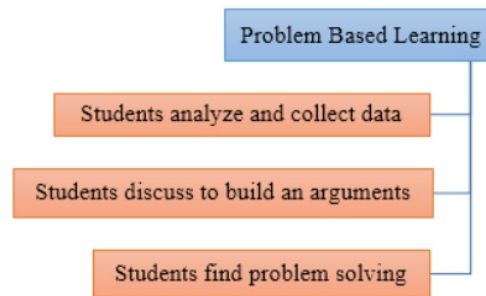 Problem Based Learning
Students analyze and collect data
Students discuss to build an arguments
Students find problem solving